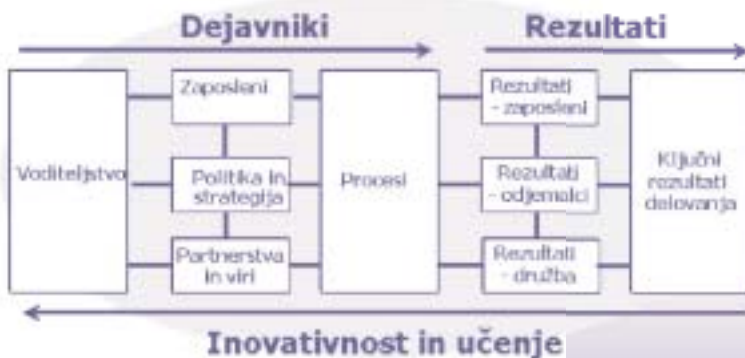 Dejavniki
Rezultati
Voditeljstvo
Zaposleni
Politika in
strategija
Partnerstva
in viri
Procesi
Rezultati
- zaposleni
Rezultati
- odjemalci
Rezultati
- družba
Ključni
rezultati
delovanja
Inovativnost in učenje